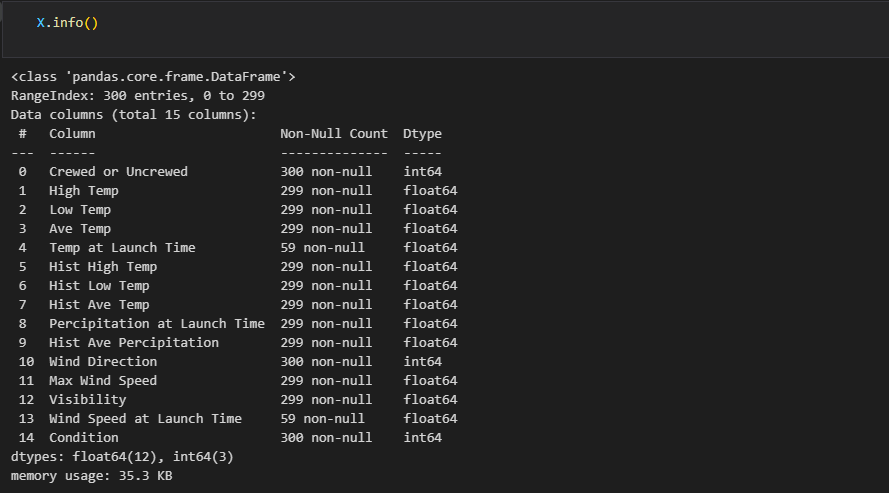 X.info()
<class 'pandas.core.frame.DataFrame'>
RangeIndex: 300 entries, 0 to 299
Data columns (total 15 columns):
 #   Column                        Non-Null Count  Dtype
---  ------                        --------------  -----
 0   Crewed or Uncrewed            300 non-null    int64
 1   High Temp                     299 non-null    float64
 2   Low Temp                      299 non-null    float64
 3   Ave Temp                      299 non-null    float64
 4   Temp at Launch Time           59 non-null     float64
 5   Hist High Temp                299 non-null    float64
 6   Hist Low Temp                 299 non-null    float64
 7   Hist Ave Temp                 299 non-null    float64
 8   Percipitation at Launch Time  299 non-null    float64
 9   Hist Ave Percipitation        299 non-null    float64
 10  Wind Direction                300 non-null    int64
 11  Max Wind Speed                299 non-null    float64
 12  Visibility                    299 non-null    float64
 13  Wind Speed at Launch Time     59 non-null     float64
 14  Condition                     300 non-null    int64
dtypes: float64(12), int64(3)
memory usage: 35.3 KB